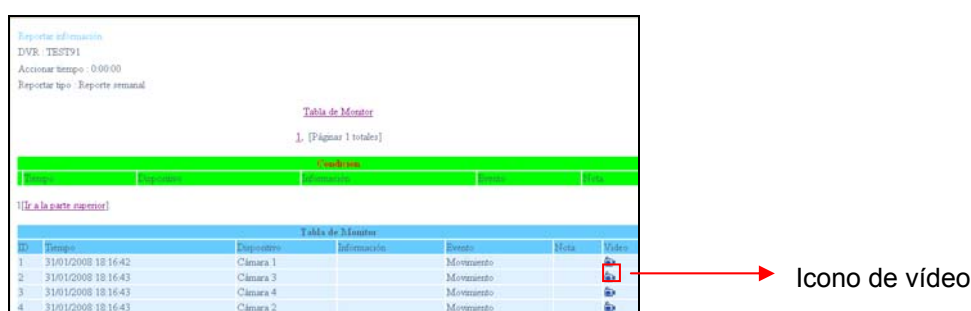 Reportar información
DVR : TEST91
Accionar tiempo : 0:00:00
Reportar tipo : Reporte semanal
Tabla de Monitor
1, [Páginas 1 totales]
Condicion
Tiempo Dispositivo Información Evento Nota
1[Ir a la parte superior]
Tabla de Monitor
ID Tiempo Dispositivo Información Evento Nota Video
1 31/01/2008 18:16:42 Cámara 1 Movimiento
2 31/01/2008 18:16:43 Cámara 3 Movimiento
3 31/01/2008 18:16:43 Cámara 4 Movimiento
4 31/01/2008 18:16:43 Cámara 2 Movimiento
Icono de vídeo